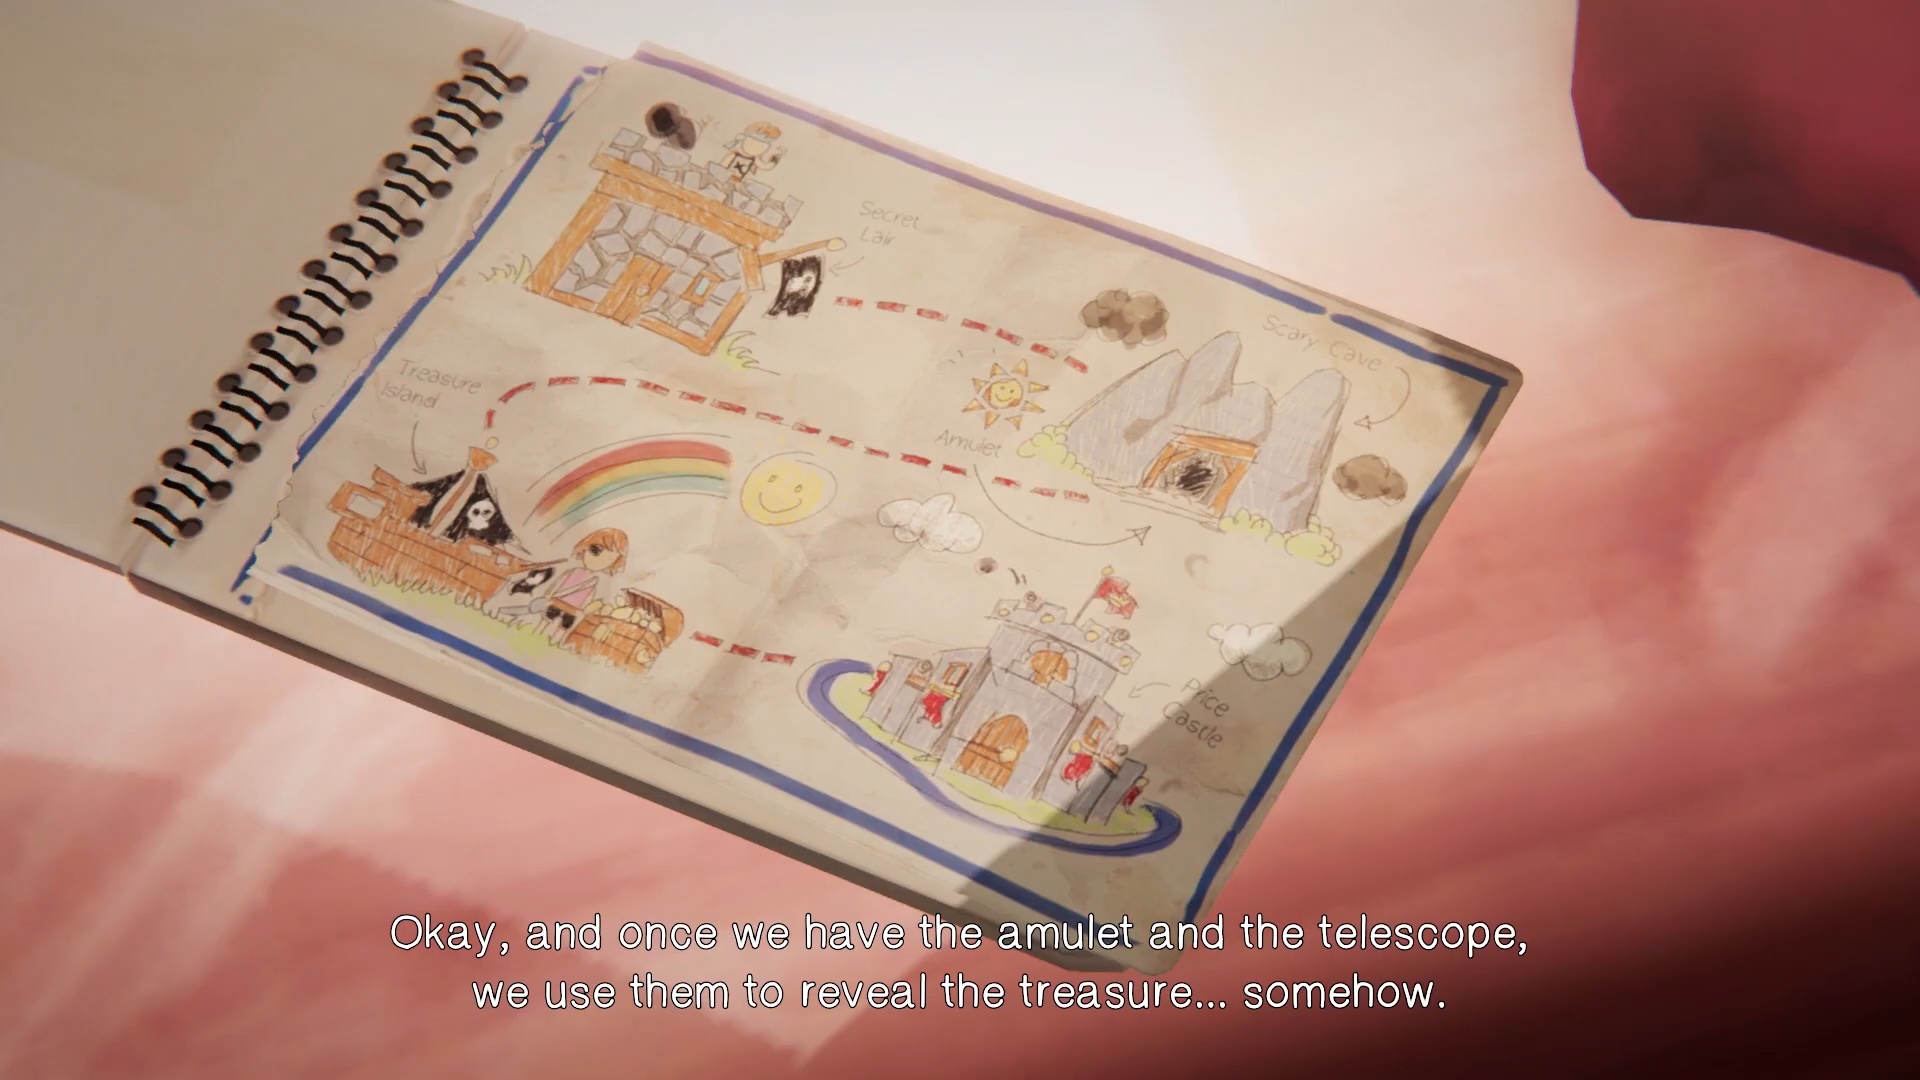 Secret
Lair
Scary Cave
Treasure
Island
Amulet
Price
Castle
Okay, and once we have the amulet and the telescope,
we use them to reveal the treasure... somehow.